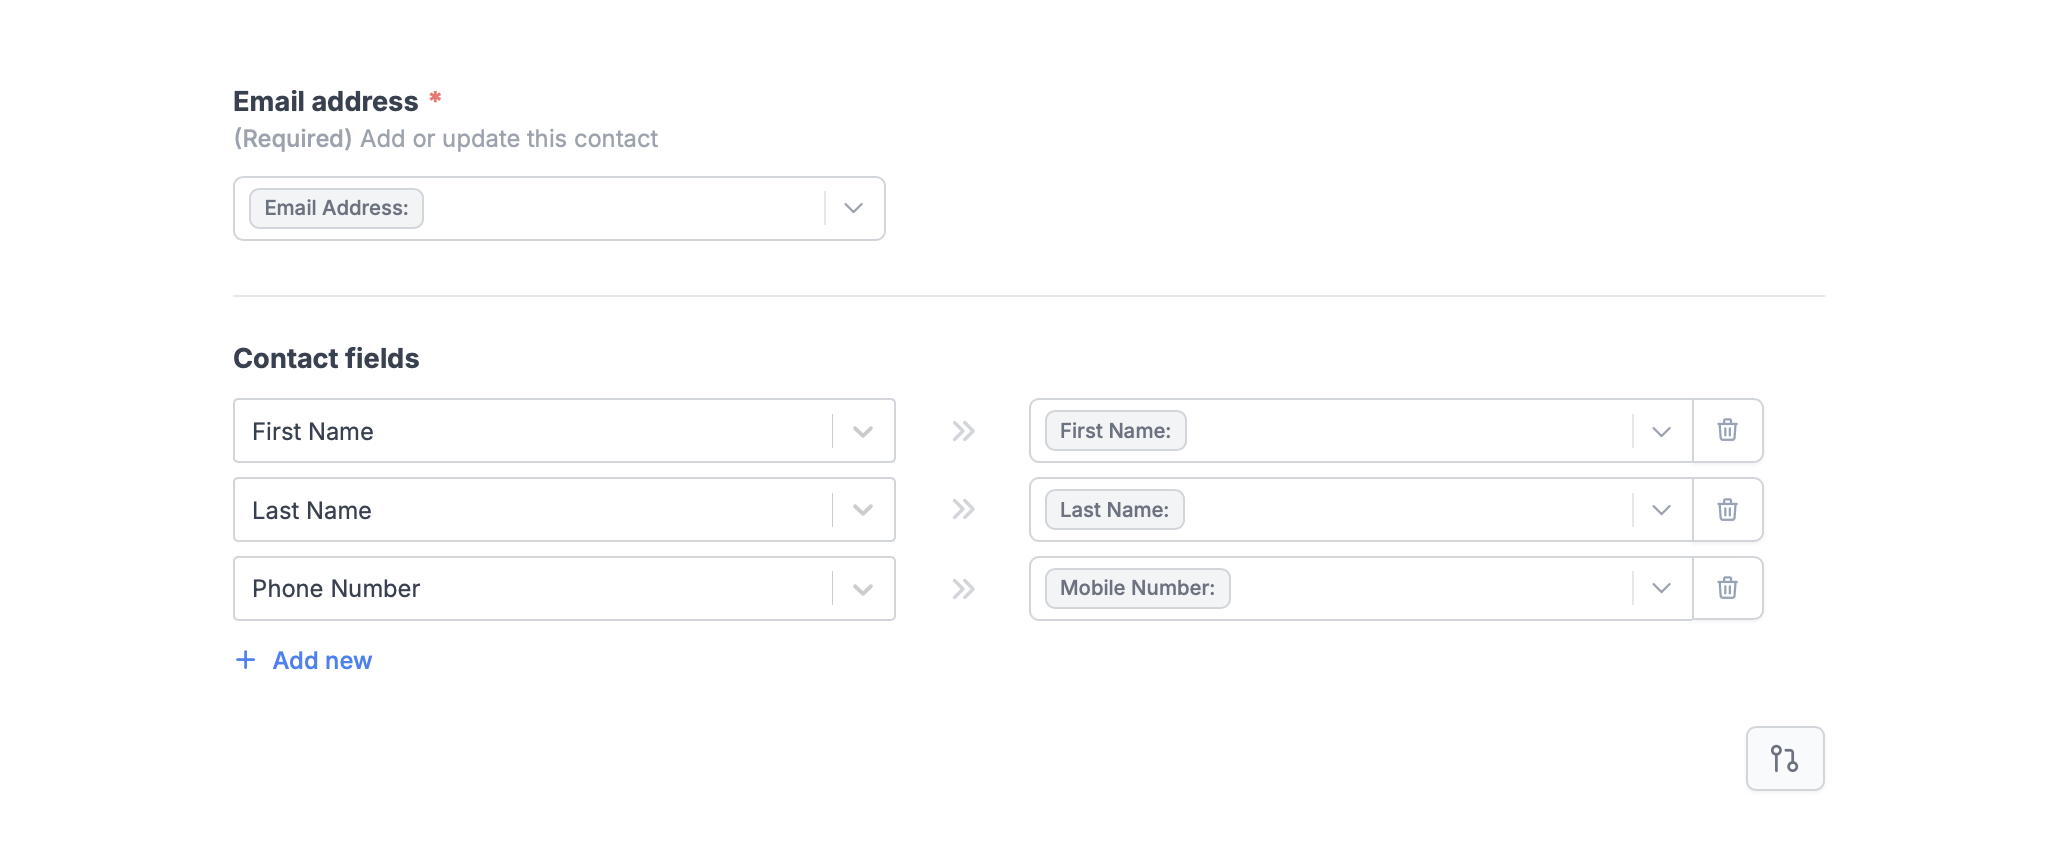 Email address *
(Required) Add or update this contact
Email Address:
Contact fields
First Name
First Name:
Last Name
Last Name:
Phone Number
Mobile Number:
+ Add new